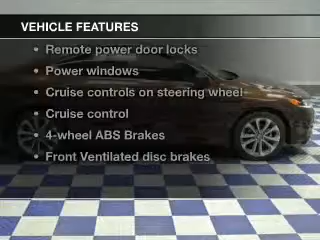 VEHICLE FEATURES
• Remote power door locks
• Power windows
• Cruise controls on steering wheel
• Cruise control
• 4-wheel ABS Brakes
• Front Ventilated disc brakes